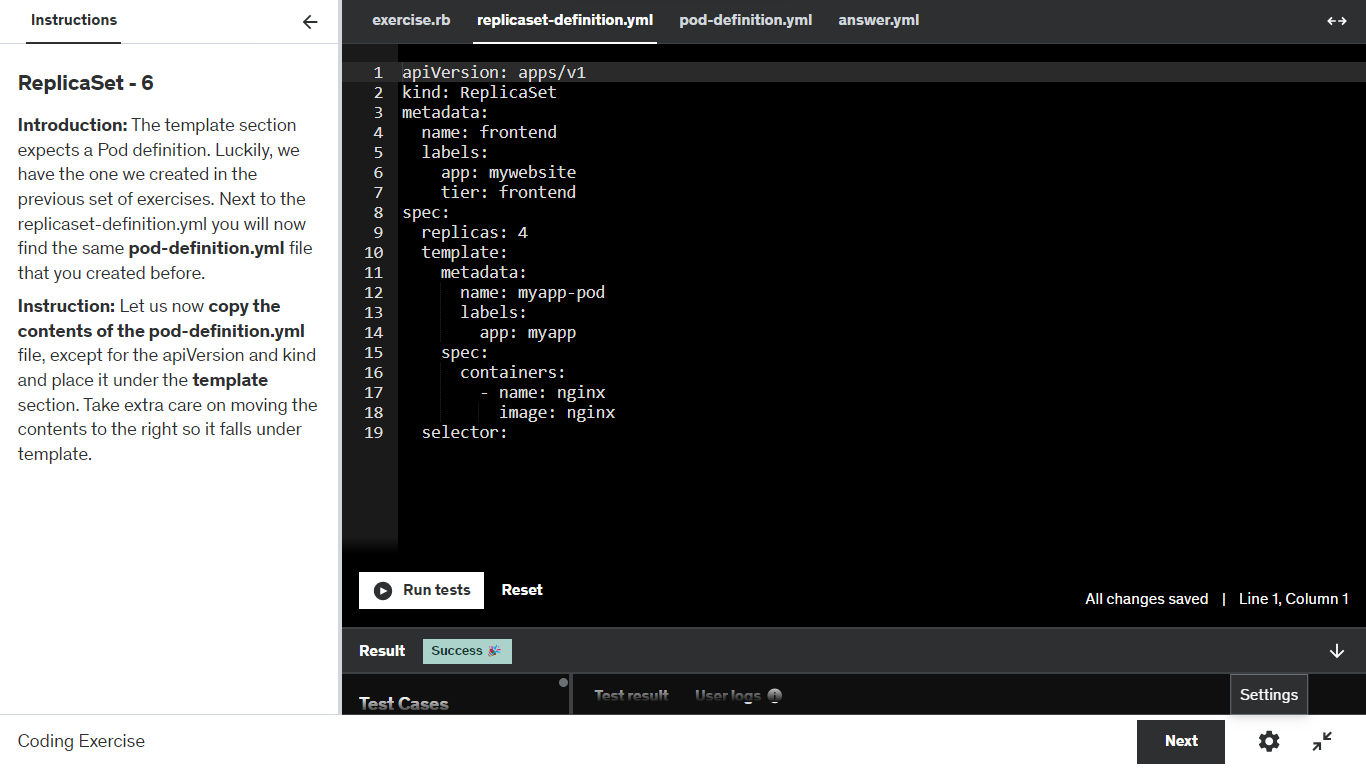 Instructions
ReplicaSet - 6
Introduction: The template section
expects a Pod definition. Luckily, we
have the one we created in the
previous set of exercises. Next to the
replicaset-definition.yml you will now
find the same pod-definition.yml file
that you created before.
Instruction: Let us now copy the
contents of the pod-definition.yml
file, except for the apiVersion and kind
and place it under the template
section. Take extra care on moving the
contents to the right so it falls under
template.
exercise.rb replicaset-definition.yml pod-definition.yml answer.yml
1 apiVersion: apps/v1
2 kind: ReplicaSet
3 metadata:
4   name: frontend
5   labels:
6     app: mywebsite
7     tier: frontend
8 spec:
9   replicas: 4
10   template:
11     metadata:
12       name: myapp-pod
13       labels:
14         app: myapp
15     spec:
16       containers:
17         - name: nginx
18           image: nginx
19   selector:
Run tests Reset
All changes saved | Line 1, Column 1
Result Success 🎉
Test Cases
Test result User logs
Settings
Coding Exercise
Next